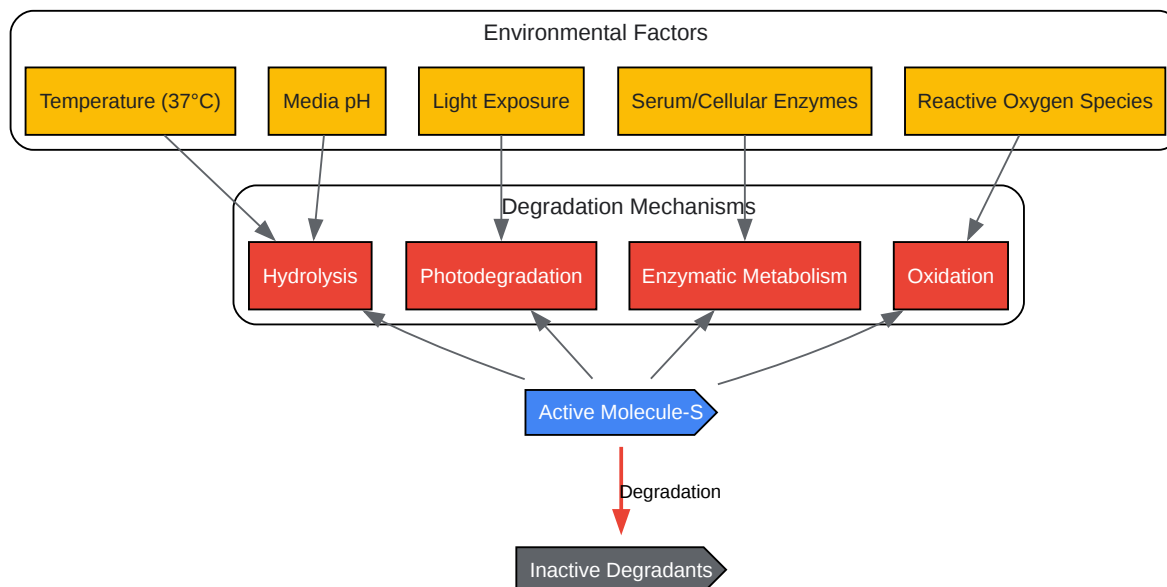 Environmental Factors
Temperature (37°C)
Media pH
Light Exposure
Serum/Cellular Enzymes
Reactive Oxygen Species
Degradation Mechanisms
Hydrolysis
Photodegradation
Enzymatic Metabolism
Oxidation
Active Molecule-S
Degradation
Inactive Degradants